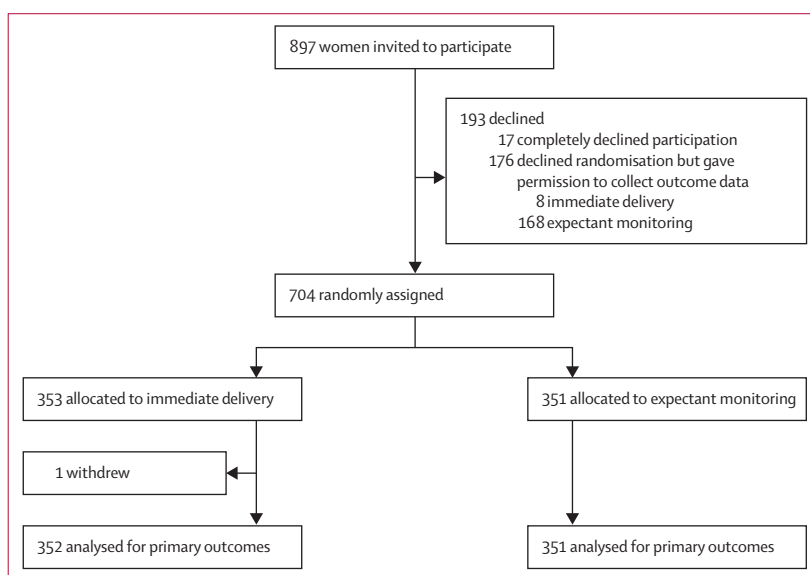 897 women invited to participate
193 declined
17 completely declined participation
176 declined randomisation but gave
permission to collect outcome data
8 immediate delivery
168 expectant monitoring
704 randomly assigned
353 allocated to immediate delivery
351 allocated to expectant monitoring
1 withdrew
352 analysed for primary outcomes
351 analysed for primary outcomes